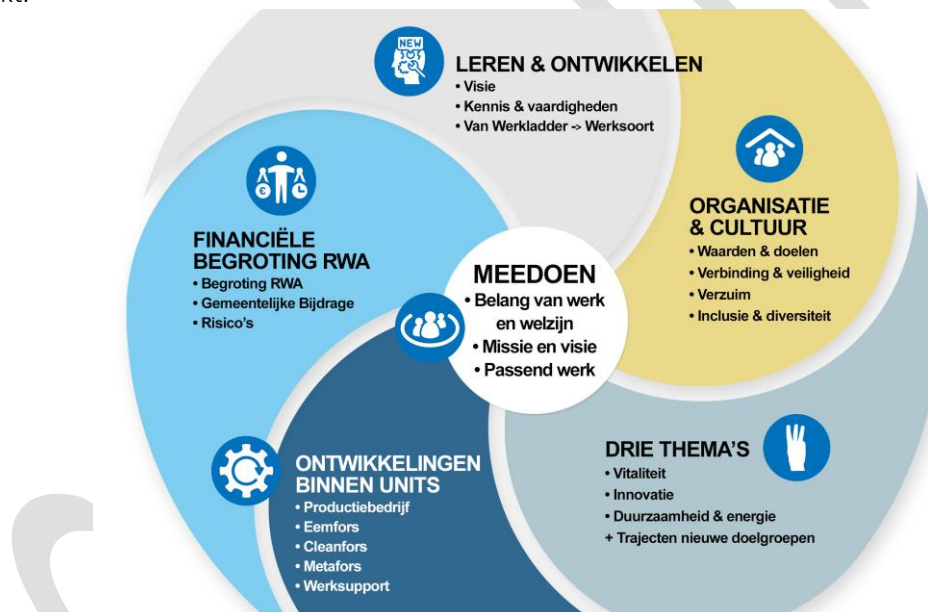 NEW
LEREN & ONTWIKKELEN
• Visie
• Kennis & vaardigheden
• Van Werkladder -> Werksoort
ORGANISATIE
& CULTUUR
• Waarden & doelen
• Verbinding & veiligheid
• Verzuim
• Inclusie & diversiteit
FINANCIËLE
BEGROTING RWA
• Begroting RWA
• Gemeentelijke Bijdrage
• Risico's
MEEDOEN
• Belang van werk
en welzijn
• Missie en visie
• Passend werk
DRIE THEMA'S
• Vitaliteit
• Innovatie
• Duurzaamheid & energie
+ Trajecten nieuwe doelgroepen
ONTWIKKELINGEN
BINNEN UNITS
• Productiebedrijf
• Eemfors
• Cleanfors
• Metafors
• Werksupport